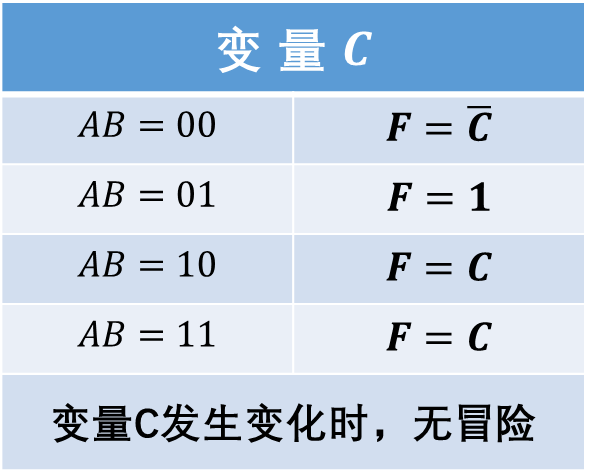 变 量 C
AB = 00 F = C̅
AB = 01 F = 1
AB = 10 F = C
AB = 11 F = C
变量C发生变化时，无冒险